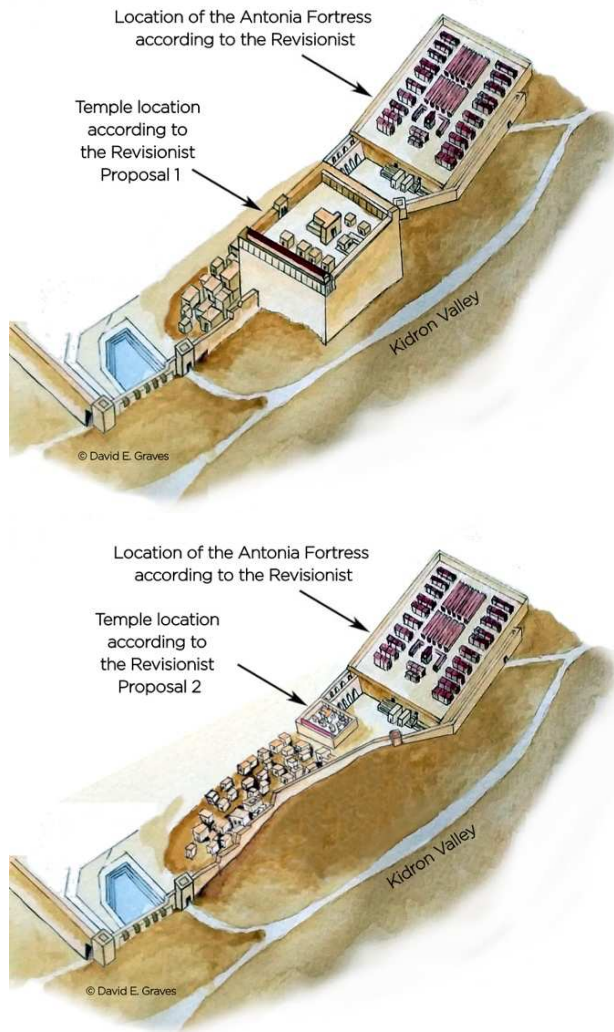 Location of the Antonia Fortress
according to the Revisionist
Temple location
according to
the Revisionist
Proposal 1
Kidron Valley
© David E. Graves
Location of the Antonia Fortress
according to the Revisionist
Temple location
according to
the Revisionist
Proposal 2
Kidron Valley
© David E. Graves